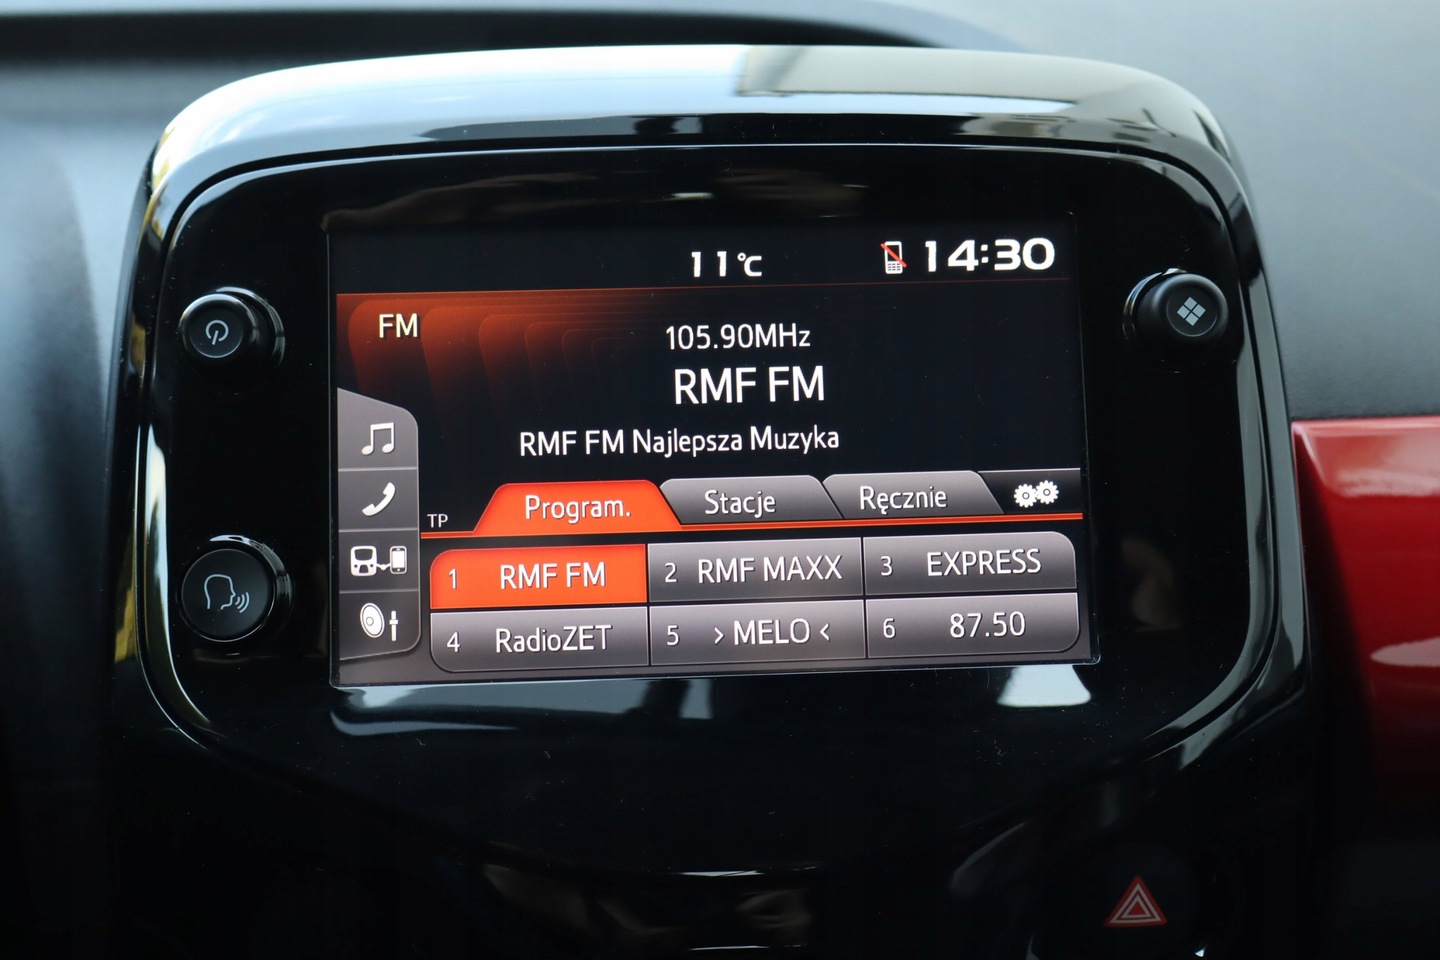 11°C
14:30
FM
105.90MHz
RMF FM
RMF FM Najlepsza Muzyka
TP
Program.
Stacje
Ręcznie
1 RMF FM
2 RMF MAXX
3 EXPRESS
4 RadioZET
5 › MELO ‹
6 87.50